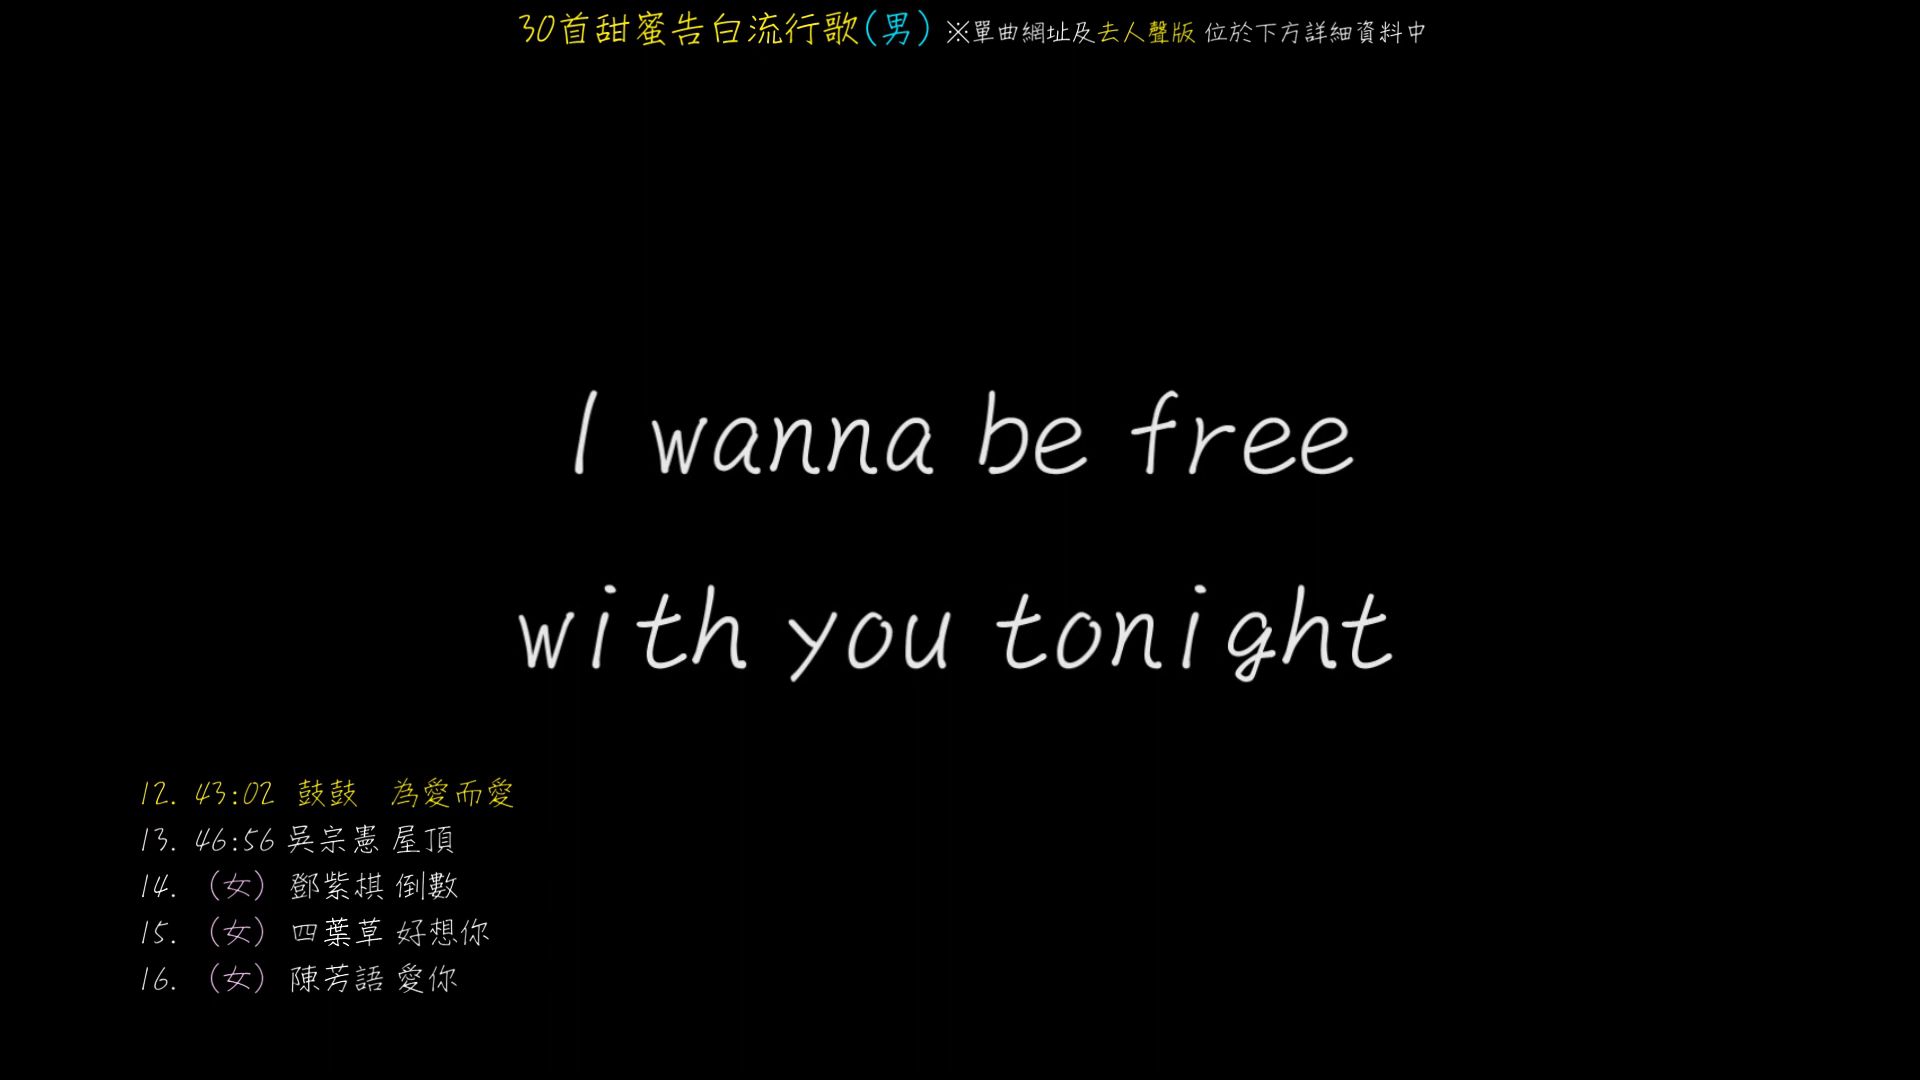 30首甜蜜告白流行歌(男) ※單曲網址及去人聲版 位於下方詳細資料中
I wanna be free
with you tonight
12. 43:02 鼓鼓 為愛而愛
13. 46:56 吳宗憲 屋頂
14. (女) 鄧紫棋 倒數
15. (女) 四葉草 好想你
16. (女) 陳芳語 愛你